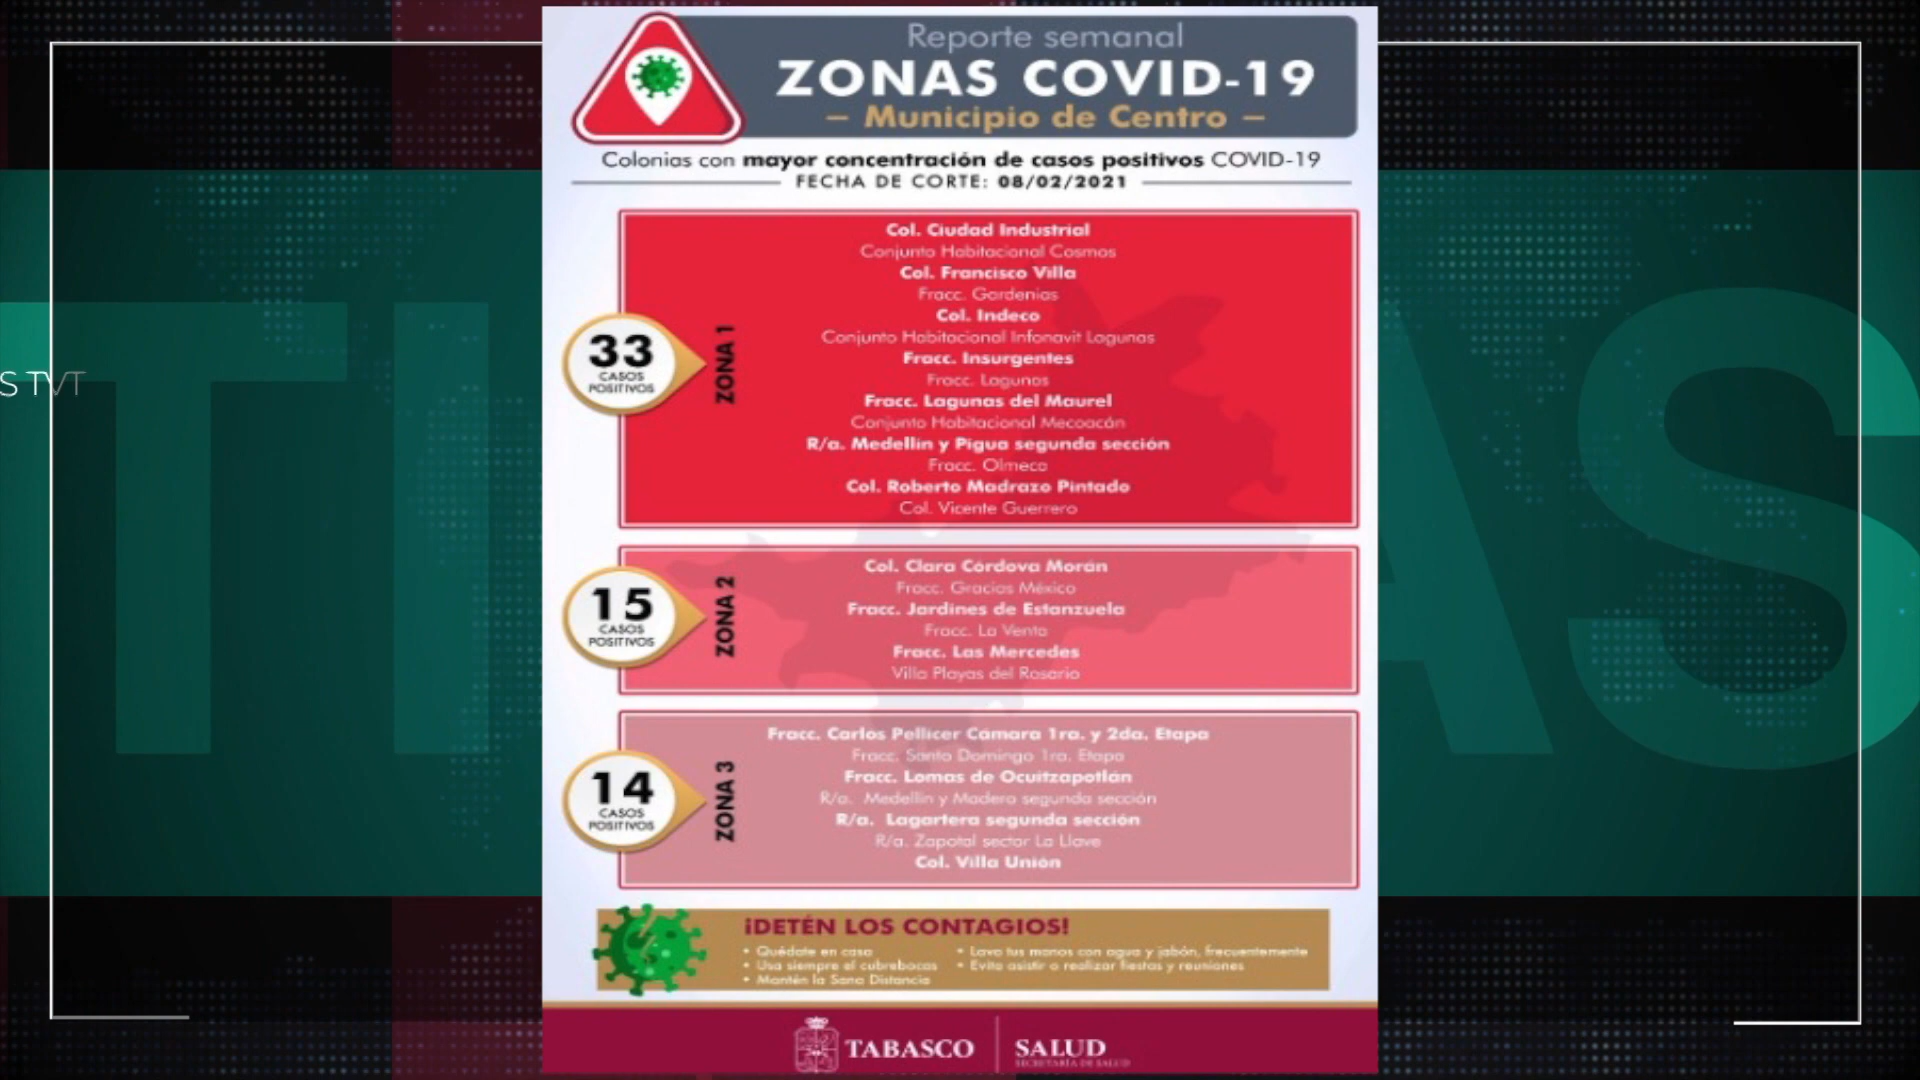 Reporte semanal
ZONAS COVID-19
– Municipio de Centro –
Colonias con mayor concentración de casos positivos COVID-19
FECHA DE CORTE: 08/02/2021
33
CASOS
POSITIVOS
ZONA 1
Col. Ciudad Industrial
Conjunto Habitacional Cosmos
Col. Francisco Villa
Fracc. Gardenias
Col. Indeco
Conjunto Habitacional Infonavit Lagunas
Fracc. Insurgentes
Fracc. Lagunas
Fracc. Lagunas del Maurel
Conjunto Habitacional Mecoacán
R/a. Medellín y Pigua segunda sección
Fracc. Olmeca
Col. Roberto Madrazo Pintado
Col. Vicente Guerrero
15
CASOS
POSITIVOS
ZONA 2
Col. Clara Córdova Morán
Fracc. Gracias México
Fracc. Jardines de Estanzuela
Fracc. La Venta
Fracc. Las Mercedes
Villa Playas del Rosario
14
CASOS
POSITIVOS
ZONA 3
Fracc. Carlos Pellicer Cámara 1ra. y 2da. Etapa
Fracc. Santo Domingo 1ra. Etapa
Fracc. Lomas de Ocuitzapotlán
R/a. Medellín y Madero segunda sección
R/a. Lagartera segunda sección
R/a. Zapotal sector La Llave
Col. Villa Unión
¡DETÉN LOS CONTAGIOS!
• Quédate en casa
• Usa siempre el cubrebocas
• Mantén la Sana Distancia
• Lava tus manos con agua y jabón, frecuentemente
• Evita asistir o realizar fiestas y reuniones
TABASCO
SALUD
SECRETARÍA DE SALUD
S TVT
TI
AS